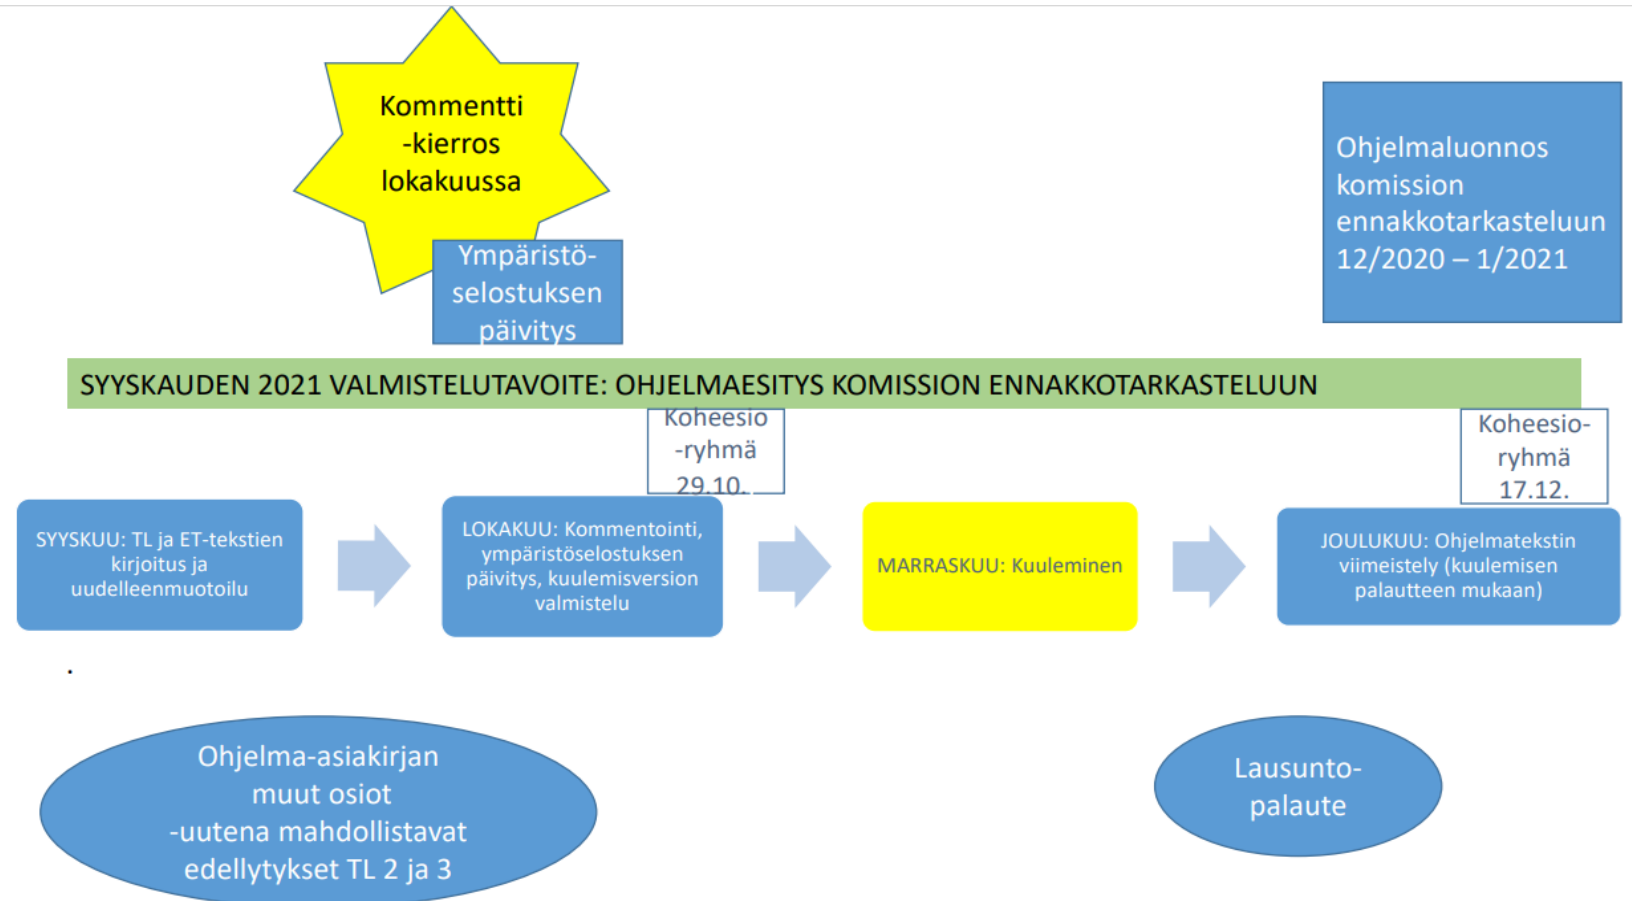 Kommentti
-kierros
lokakuussa
Ympäristö-
selostuksen
päivitys
Ohjelmaluonnos
komission
ennakkotarkasteluun
12/2020 – 1/2021
SYYSKAUDEN 2021 VALMISTELUTAVOITE: OHJELMAESITYS KOMISSION ENNAKKOTARKASTELUUN
Koheesio
-ryhmä
29.10.
Koheesio-
ryhmä
17.12.
SYYSKUU: TL ja ET-tekstien
kirjoitus ja
uudelleenmuotoilu
LOKAKUU: Kommentointi,
ympäristöselostuksen
päivitys, kuulemisversion
valmistelu
MARRASKUU: Kuuleminen
JOULUKUU: Ohjelmatekstin
viimeistely (kuulemisen
palautteen mukaan)
.
Ohjelma-asiakirjan
muut osiot
-uutena mahdollistavat
edellytykset TL 2 ja 3
Lausunto-
palaute